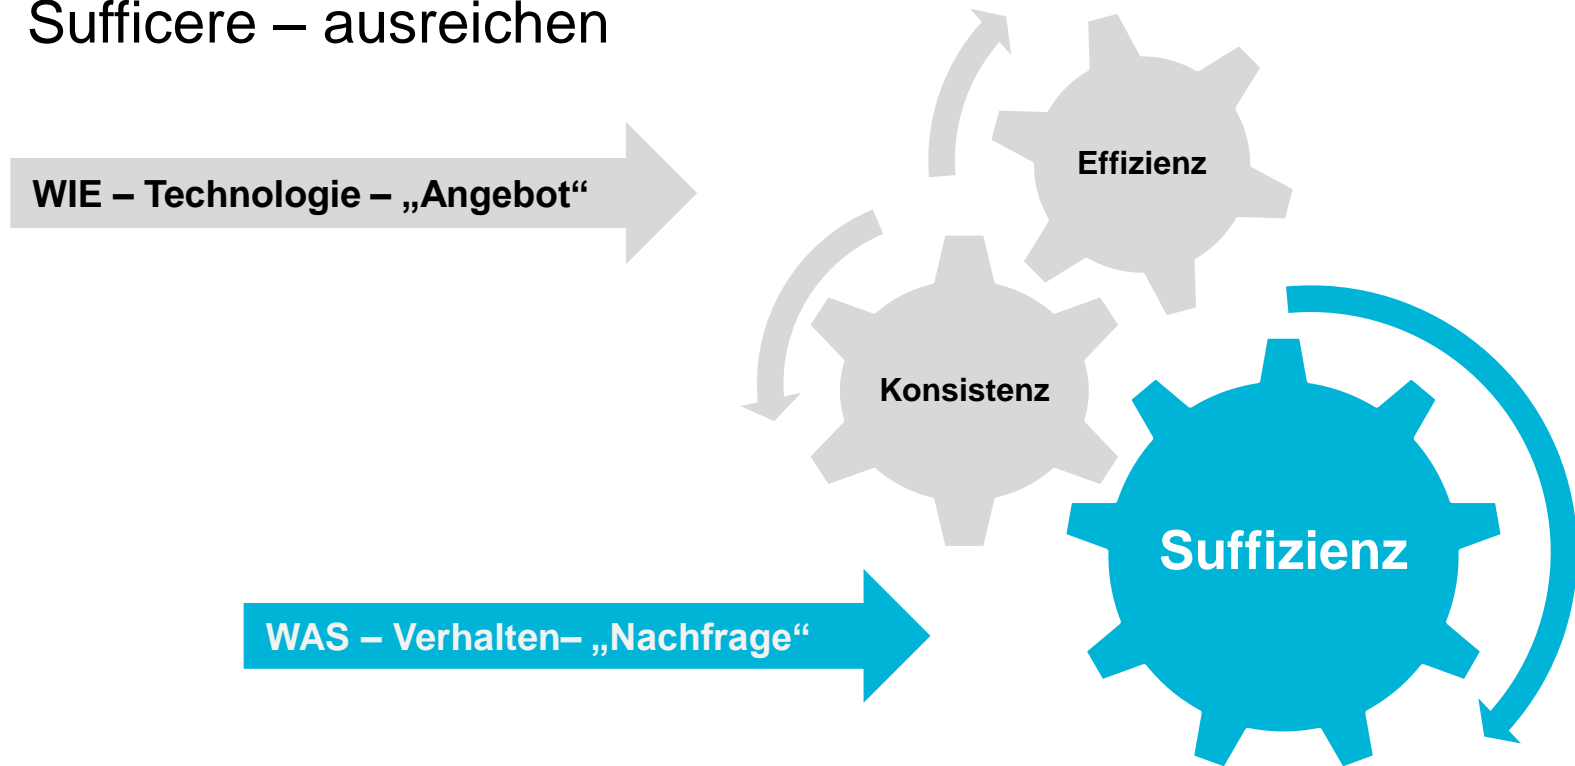 Sufficere – ausreichen
WIE – Technologie – „Angebot“
Effizienz
Konsistenz
Suffizienz
WAS – Verhalten– „Nachfrage“